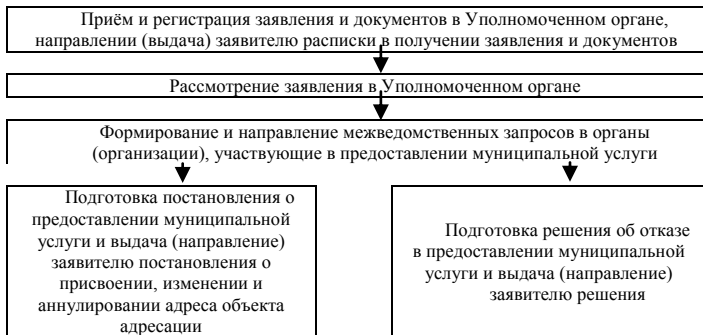 Приём и регистрация заявления и документов в Уполномоченном органе,
направлении (выдача) заявителю расписки в получении заявления и документов
Рассмотрение заявления в Уполномоченном органе
Формирование и направление межведомственных запросов в органы
(организации), участвующие в предоставлении муниципальной услуги
Подготовка постановления о
предоставлении муниципальной
услуги и выдача (направление)
заявителю постановления о
присвоении, изменении и
аннулировании адреса объекта
адресации
Подготовка решения об отказе
в предоставлении муниципальной
услуги и выдача (направление)
заявителю решения